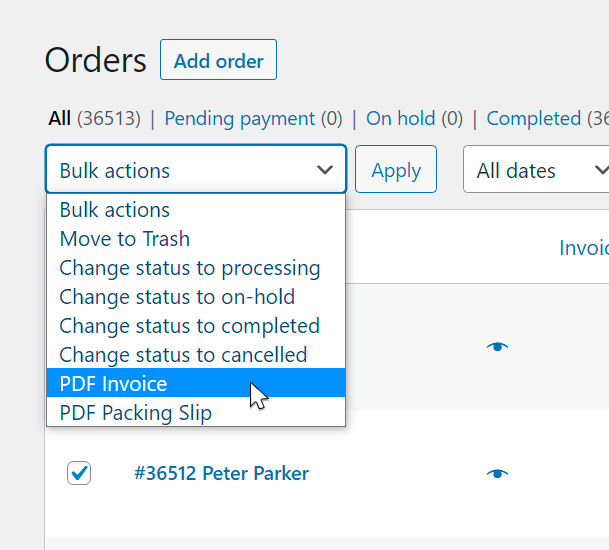 Orders Add order
All (36513) | Pending payment (0) | On hold (0) | Completed
Bulk actions Apply All dates
Bulk actions
Move to Trash
Change status to processing
Change status to on-hold
Change status to completed
Change status to cancelled
PDF Invoice
PDF Packing Slip
#36512 Peter Parker